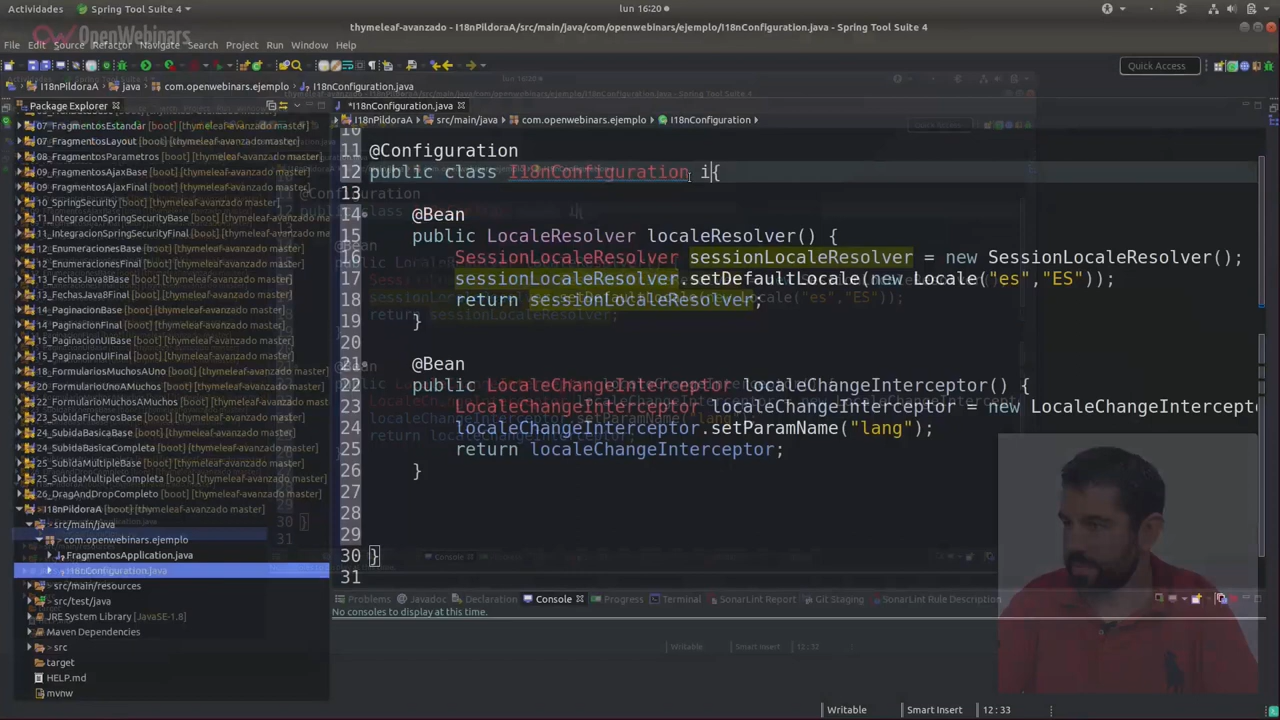 Actividades Spring Tool Suite 4 lun 16:20
thymeleaf-avanzado - I18nPildoraA/src/main/java/com/openwebinars/ejemplo/I18nConfiguration.java - Spring Tool Suite 4
OpenWebinars
File Edit Source Refactor Navigate Search Project Run Window Help
Quick Access
I18nPildoraA java com.openwebinars.ejemplo I18nConfiguration.java
Package Explorer
*I18nConfiguration.java
I18nPildoraA src/main/java com.openwebinars.ejemplo I18nConfiguration
07_FragmentosEstandar [boot] [thymeleaf-avanzado master]
07_FragmentosLayout [boot] [thymeleaf-avanzado master]
08_FragmentosParametros [boot] [thymeleaf-avanzado master]
09_FragmentosAjaxBase [boot] [thymeleaf-avanzado master]
09_FragmentosAjaxFinal [boot] [thymeleaf-avanzado master]
10_SpringSecurity [boot] [thymeleaf-avanzado master]
11_IntegracionSpringSecurityBase [boot] [thymeleaf-avanzado
11_IntegracionSpringSecurityFinal [boot] [thymeleaf-avanzado
12_EnumeracionesBase [boot] [thymeleaf-avanzado master]
12_EnumeracionesFinal [boot] [thymeleaf-avanzado master]
13_FechasJava8Base [boot] [thymeleaf-avanzado master]
13_FechasJava8Final [boot] [thymeleaf-avanzado master]
14_PaginacionBase [boot] [thymeleaf-avanzado master]
14_PaginacionFinal [boot] [thymeleaf-avanzado master]
15_PaginacionUIBase [boot] [thymeleaf-avanzado master]
15_PaginacionUIFinal [boot] [thymeleaf-avanzado master]
18_FormularioMuchosAUno [boot] [thymeleaf-avanzado master]
20_FormularioUnoAMuchos [boot] [thymeleaf-avanzado master]
22_FormularioMuchosAMuchos [boot] [thymeleaf-avanzado
23_SubidaFicherosBase [boot] [thymeleaf-avanzado master]
24_SubidaBasicaBase [boot] [thymeleaf-avanzado master]
24_SubidaBasicaCompleta [boot] [thymeleaf-avanzado master]
25_SubidaMultipleBase [boot] [thymeleaf-avanzado master]
25_SubidaMultipleCompleta [boot] [thymeleaf-avanzado master]
26_DragAndDropCompleto [boot] [thymeleaf-avanzado master]
I18nPildoraA [boot] [thymeleaf-avanzado master]
src/main/java
com.openwebinars.ejemplo
FragmentosApplication.java
I18nConfiguration.java
src/main/resources
src/test/java
JRE System Library [JavaSE-1.8]
Maven Dependencies
src
target
HELP.md
mvnw
10
11 @Configuration
12 public class I18nConfiguration i{
13
14 @Bean
15 public LocaleResolver localeResolver() {
16 SessionLocaleResolver sessionLocaleResolver = new SessionLocaleResolver();
17 sessionLocaleResolver.setDefaultLocale(new Locale("es","ES"));
18 return sessionLocaleResolver;
19 }
20
21 @Bean
22 public LocaleChangeInterceptor localeChangeInterceptor() {
23 LocaleChangeInterceptor localeChangeInterceptor = new LocaleChangeIntercepto
24 localeChangeInterceptor.setParamName("lang");
25 return localeChangeInterceptor;
26 }
27
28
29
30 }
31
Problems Javadoc Declaration Console Progress Terminal SonarLint Report Git Staging SonarLint Rule Description
No consoles to display at this time.
Writable Smart Insert 12 : 33